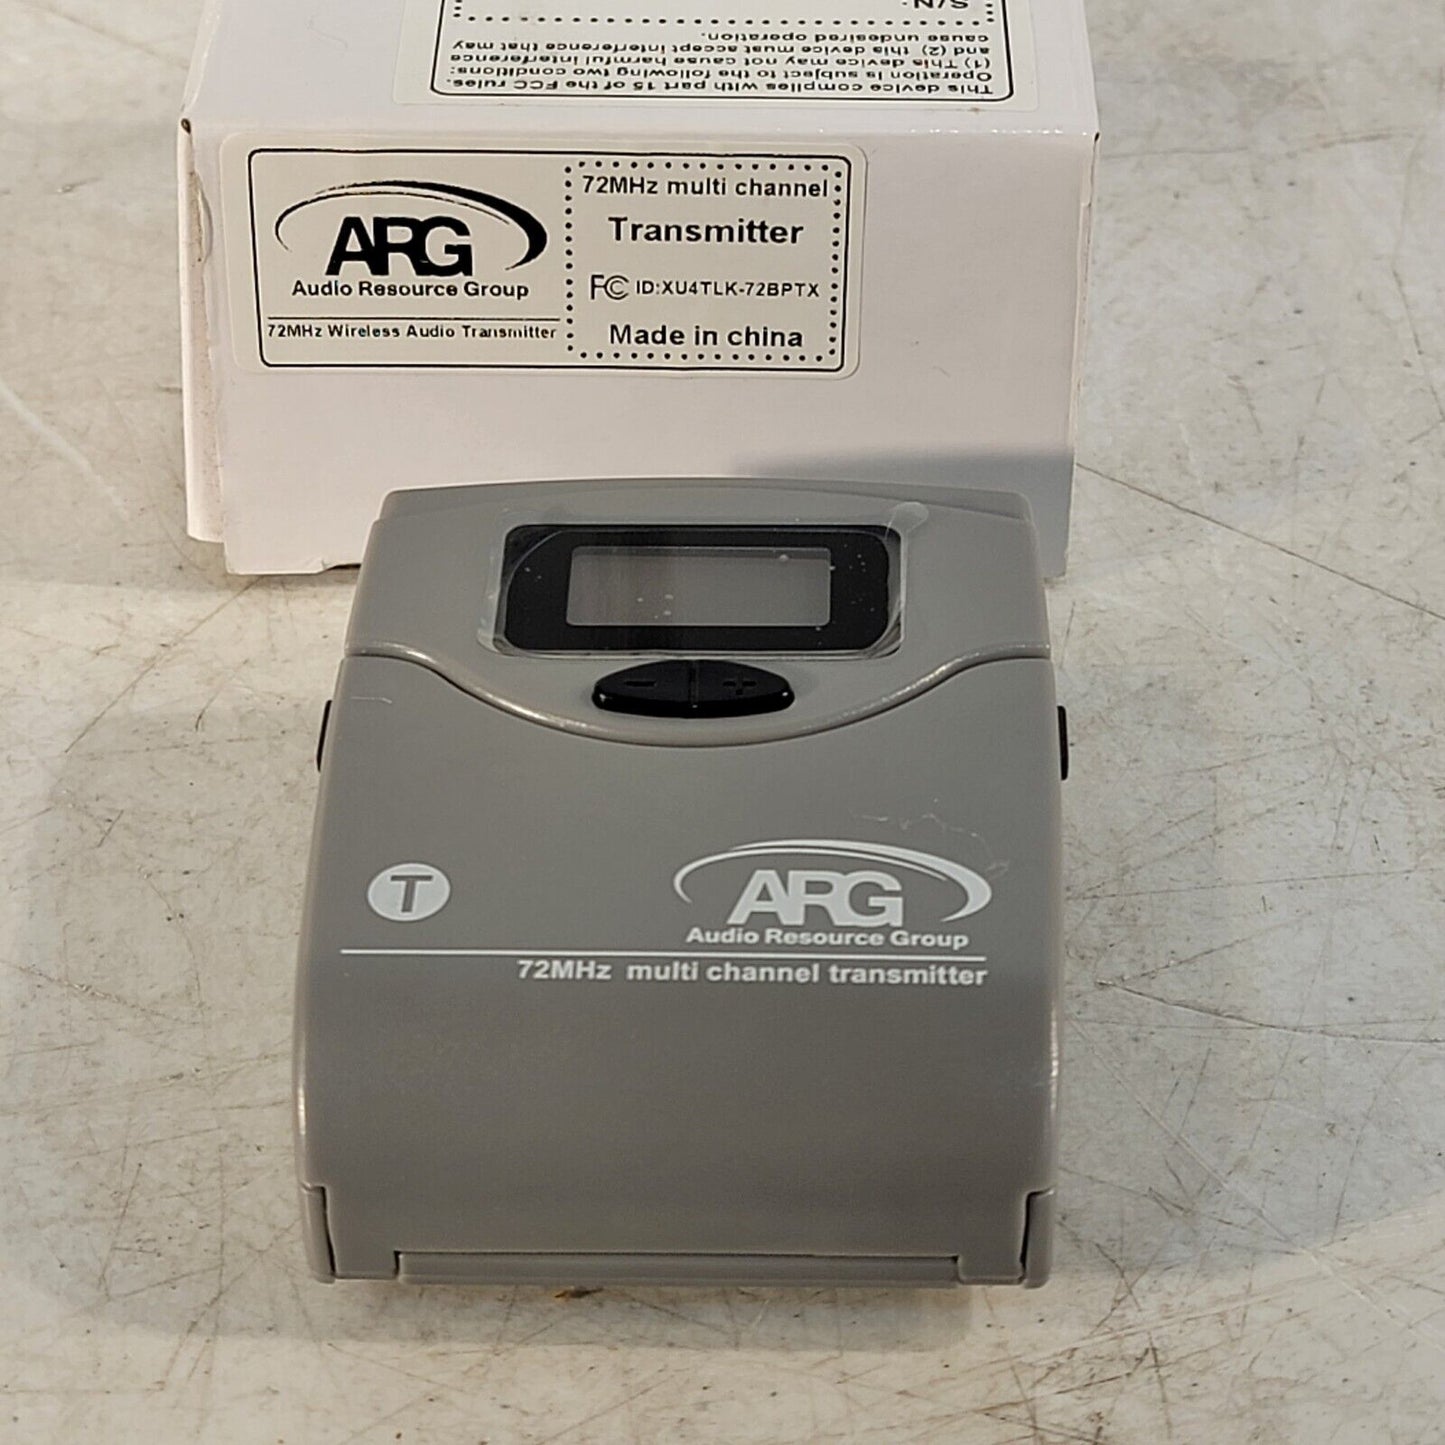 This device complies with part 15 of the FCC rules.
Operation is subject to the following two conditions:
(1) This device may not cause harmful interference
and (2) this device must accept interference that may
cause undesired operation.
S/N:
ARG
Audio Resource Group
72MHz Wireless Audio Transmitter
72MHz multi channel
Transmitter
FC ID:XU4TLK-72BPTX
Made in china
- +
T
ARG
Audio Resource Group
72MHz multi channel transmitter